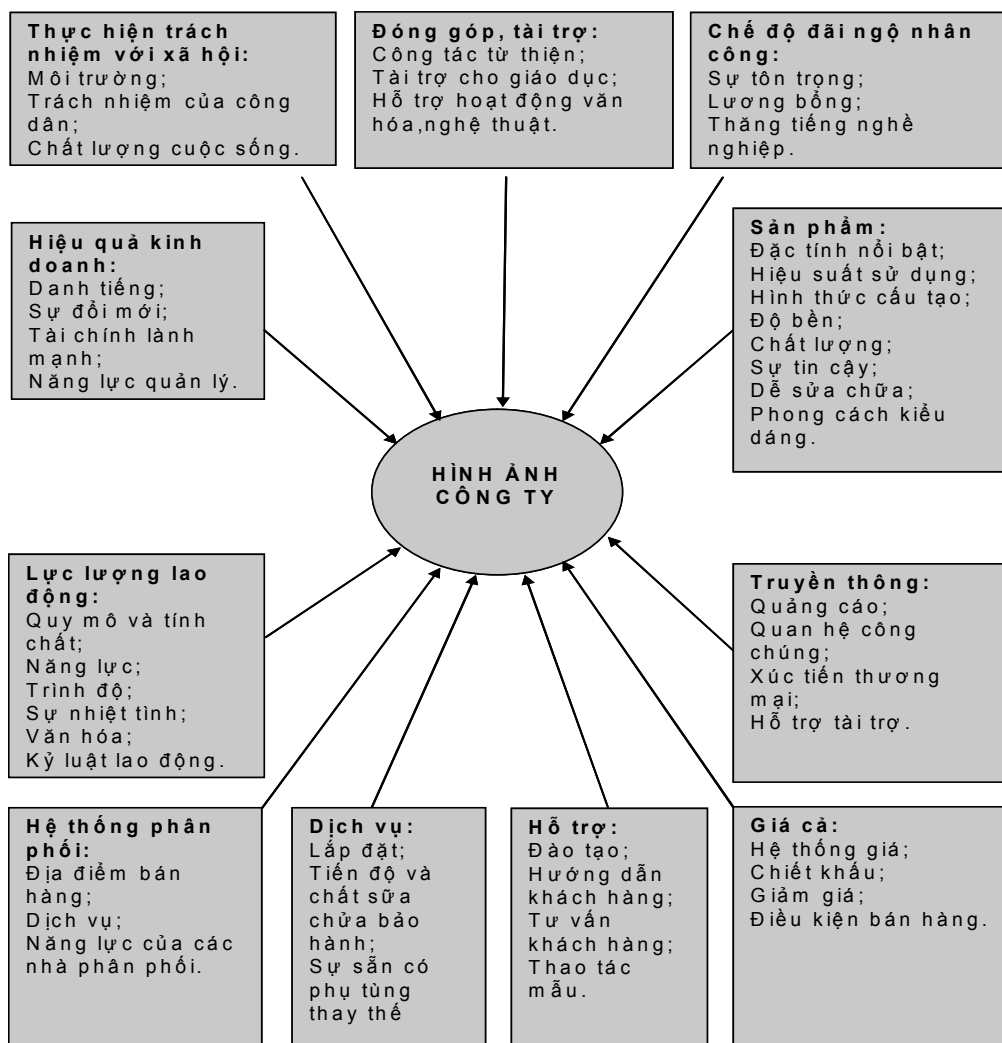 Thực hiện trách
nhiệm với xã hội:
Môi trường;
Trách nhiệm của công
dân;
Chất lượng cuộc sống.
Đóng góp, tài trợ:
Công tác từ thiện;
Tài trợ cho giáo dục;
Hỗ trợ hoạt động văn
hóa,nghệ thuật.
Chế độ đãi ngộ nhân
công:
Sự tôn trọng;
Lương bổng;
Thăng tiếng nghề
nghiệp.
Hiệu quả kinh
doanh:
Danh tiếng;
Sự đổi mới;
Tài chính lành
mạnh;
Năng lực quản lý.
Sản phẩm:
Đặc tính nổi bật;
Hiệu suất sử dụng;
Hình thức cấu tạo;
Độ bền;
Chất lượng;
Sự tin cậy;
Dễ sửa chữa;
Phong cách kiểu
dáng.
HÌNH ẢNH
CÔNG TY
Lực lượng lao
động:
Quy mô và tính
chất;
Năng lực;
Trình độ;
Sự nhiệt tình;
Văn hóa;
Kỷ luật lao động.
Truyền thông:
Quảng cáo;
Quan hệ công
chúng;
Xúc tiến thương
mại;
Hỗ trợ tài trợ.
Hệ thống phân
phối:
Địa điểm bán
hàng;
Dịch vụ;
Năng lực của các
nhà phân phối.
Dịch vụ:
Lắp đặt;
Tiến độ và
chất sữa
chửa bảo
hành;
Sự sẵn có
phụ tùng
thay thế
Hỗ trợ:
Đào tạo;
Hướng dẫn
khách hàng;
Tư vấn
khách hàng;
Thao tác
mẫu.
Giá cả:
Hệ thống giá;
Chiết khấu;
Giảm giá;
Điều kiện bán hàng.